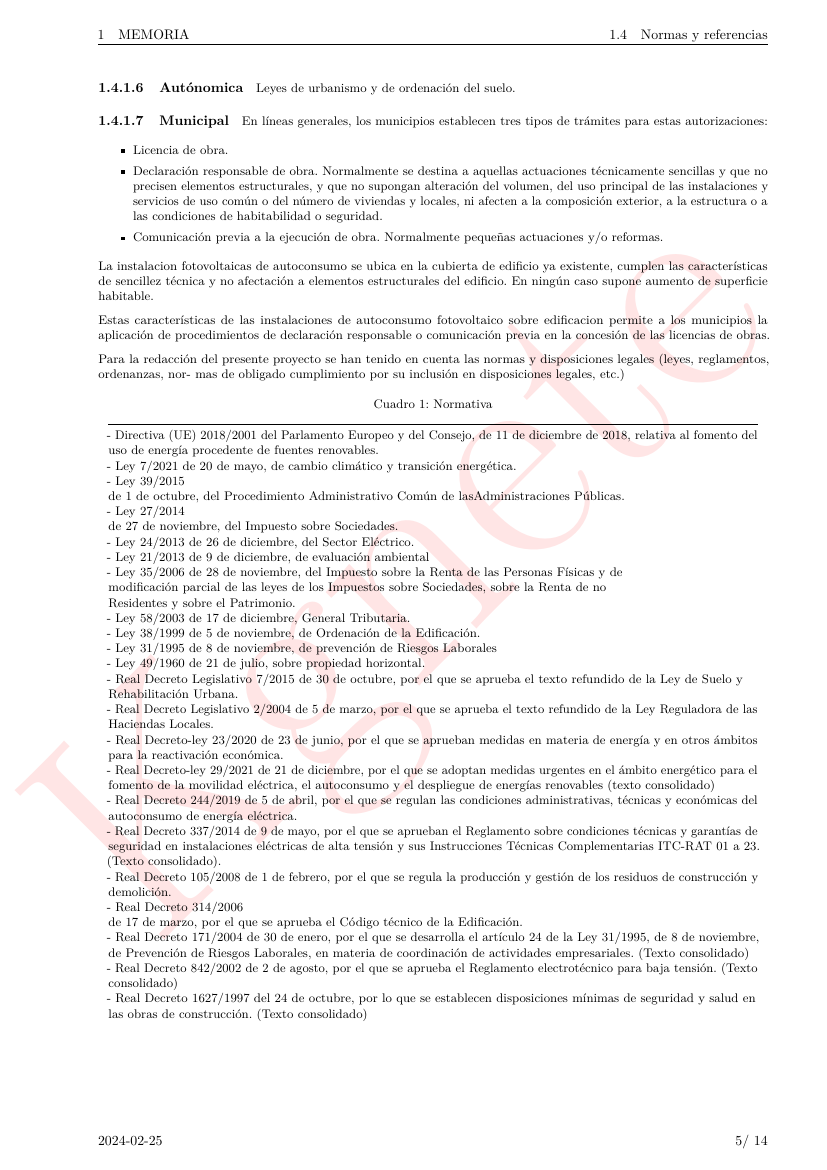 1 MEMORIA 1.4 Normas y referencias
1.4.1.6 Autónomica Leyes de urbanismo y de ordenación del suelo.
1.4.1.7 Municipal En líneas generales, los municipios establecen tres tipos de trámites para estas autorizaciones:
▪ Licencia de obra.
▪ Declaración responsable de obra. Normalmente se destina a aquellas actuaciones técnicamente sencillas y que no
precisen elementos estructurales, y que no supongan alteración del volumen, del uso principal de las instalaciones y
servicios de uso común o del número de viviendas y locales, ni afecten a la composición exterior, a la estructura o a
las condiciones de habitabilidad o seguridad.
▪ Comunicación previa a la ejecución de obra. Normalmente pequeñas actuaciones y/o reformas.
La instalacion fotovoltaicas de autoconsumo se ubica en la cubierta de edificio ya existente, cumplen las características
de sencillez técnica y no afectación a elementos estructurales del edificio. En ningún caso supone aumento de superficie
habitable.
Estas características de las instalaciones de autoconsumo fotovoltaico sobre edificacion permite a los municipios la
aplicación de procedimientos de declaración responsable o comunicación previa en la concesión de las licencias de obras.
Para la redacción del presente proyecto se han tenido en cuenta las normas y disposiciones legales (leyes, reglamentos,
ordenanzas, nor- mas de obligado cumplimiento por su inclusión en disposiciones legales, etc.)
Cuadro 1: Normativa
- Directiva (UE) 2018/2001 del Parlamento Europeo y del Consejo, de 11 de diciembre de 2018, relativa al fomento del
uso de energía procedente de fuentes renovables.
- Ley 7/2021 de 20 de mayo, de cambio climático y transición energética.
- Ley 39/2015
de 1 de octubre, del Procedimiento Administrativo Común de lasAdministraciones Públicas.
- Ley 27/2014
de 27 de noviembre, del Impuesto sobre Sociedades.
- Ley 24/2013 de 26 de diciembre, del Sector Eléctrico.
- Ley 21/2013 de 9 de diciembre, de evaluación ambiental
- Ley 35/2006 de 28 de noviembre, del Impuesto sobre la Renta de las Personas Físicas y de
modificación parcial de las leyes de los Impuestos sobre Sociedades, sobre la Renta de no
Residentes y sobre el Patrimonio.
- Ley 58/2003 de 17 de diciembre, General Tributaria.
- Ley 38/1999 de 5 de noviembre, de Ordenación de la Edificación.
- Ley 31/1995 de 8 de noviembre, de prevención de Riesgos Laborales
- Ley 49/1960 de 21 de julio, sobre propiedad horizontal.
- Real Decreto Legislativo 7/2015 de 30 de octubre, por el que se aprueba el texto refundido de la Ley de Suelo y
Rehabilitación Urbana.
- Real Decreto Legislativo 2/2004 de 5 de marzo, por el que se aprueba el texto refundido de la Ley Reguladora de las
Haciendas Locales.
- Real Decreto-ley 23/2020 de 23 de junio, por el que se aprueban medidas en materia de energía y en otros ámbitos
para la reactivación económica.
- Real Decreto-ley 29/2021 de 21 de diciembre, por el que se adoptan medidas urgentes en el ámbito energético para el
fomento de la movilidad eléctrica, el autoconsumo y el despliegue de energías renovables (texto consolidado)
- Real Decreto 244/2019 de 5 de abril, por el que se regulan las condiciones administrativas, técnicas y económicas del
autoconsumo de energía eléctrica.
- Real Decreto 337/2014 de 9 de mayo, por el que se aprueban el Reglamento sobre condiciones técnicas y garantías de
seguridad en instalaciones eléctricas de alta tensión y sus Instrucciones Técnicas Complementarias ITC-RAT 01 a 23.
(Texto consolidado).
- Real Decreto 105/2008 de 1 de febrero, por el que se regula la producción y gestión de los residuos de construcción y
demolición.
- Real Decreto 314/2006
de 17 de marzo, por el que se aprueba el Código técnico de la Edificación.
- Real Decreto 171/2004 de 30 de enero, por el que se desarrolla el artículo 24 de la Ley 31/1995, de 8 de noviembre,
de Prevención de Riesgos Laborales, en materia de coordinación de actividades empresariales. (Texto consolidado)
- Real Decreto 842/2002 de 2 de agosto, por el que se aprueba el Reglamento electrotécnico para baja tensión. (Texto
consolidado)
- Real Decreto 1627/1997 del 24 de octubre, por lo que se establecen disposiciones mínimas de seguridad y salud en
las obras de construcción. (Texto consolidado)
2024-02-25 5/ 14